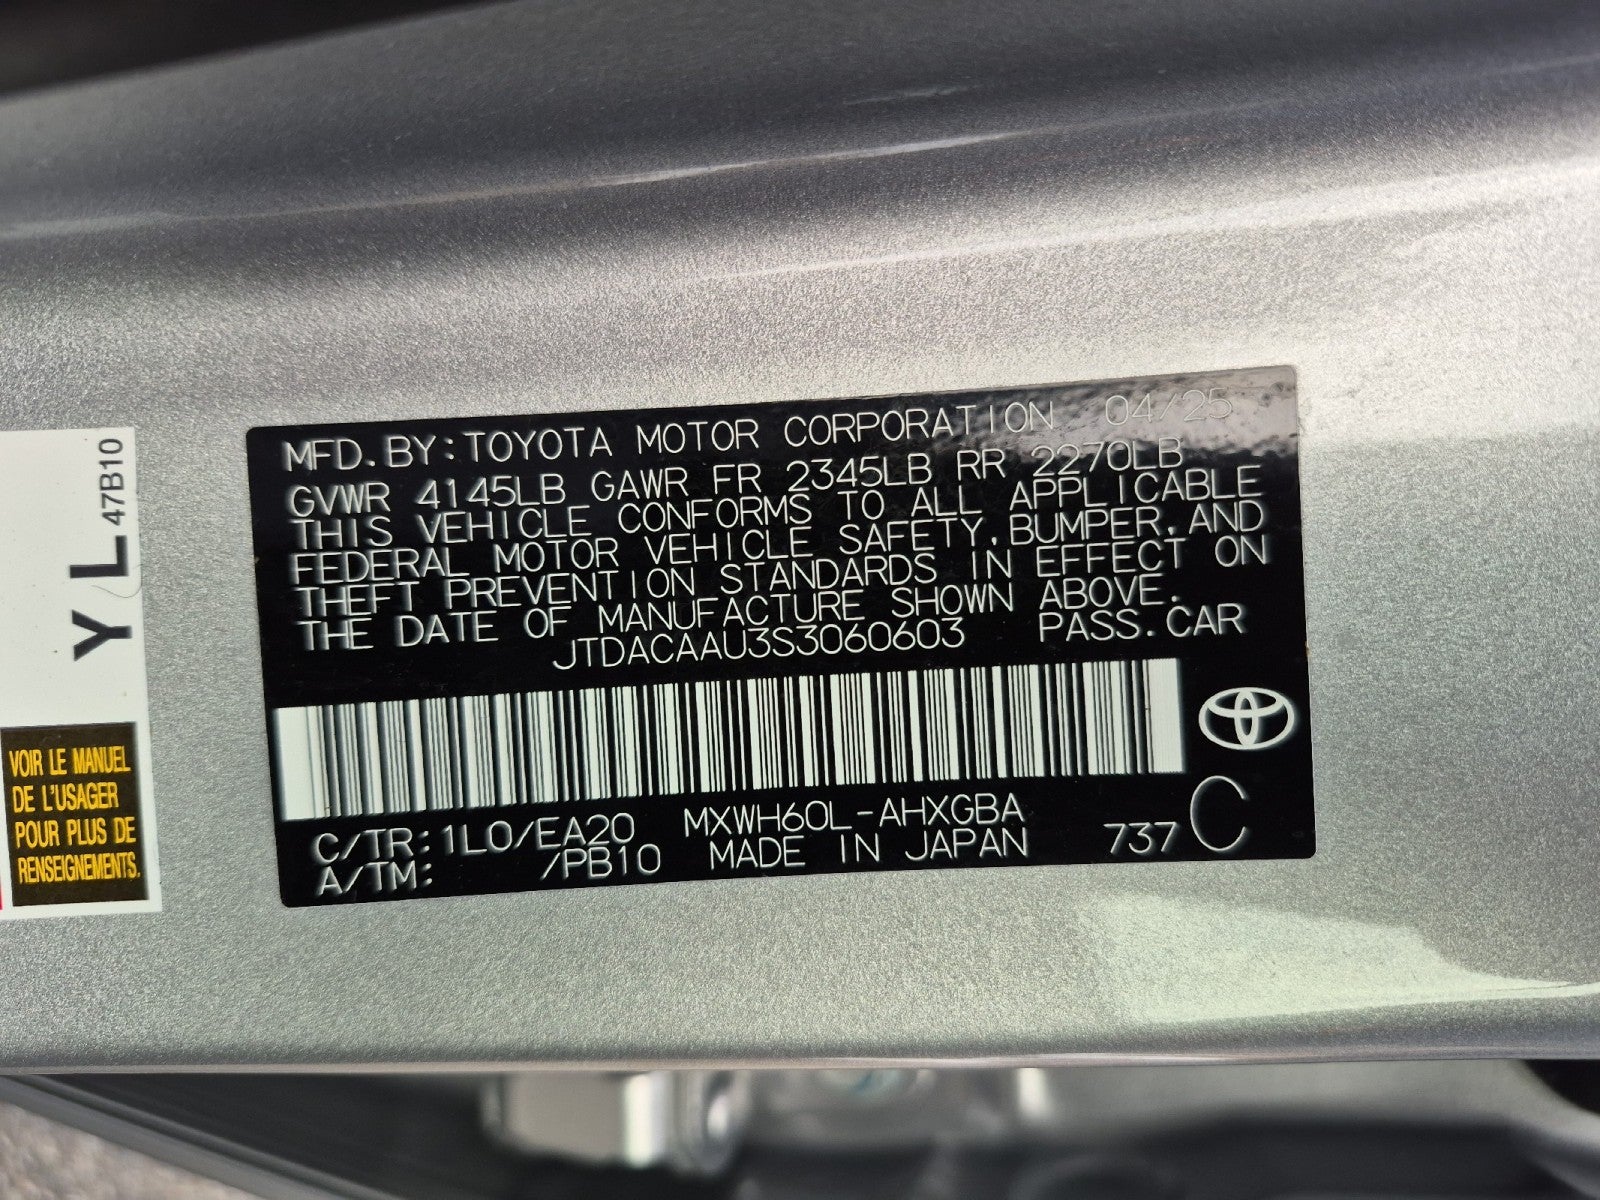 MFD. BY: TOYOTA MOTOR CORPORATION 04/25
GVWR 4145LB GAWR FR 2345LB RR 2270LB
THIS VEHICLE CONFORMS TO ALL APPLICABLE
FEDERAL MOTOR VEHICLE SAFETY, BUMPER, AND
THEFT PREVENTION STANDARDS IN EFFECT ON
THE DATE OF MANUFACTURE SHOWN ABOVE.
JTDACAAU3S3060603 PASS. CAR
C/TR: 1L0/EA20 MXWH60L-AHXGBA
A/TM: /PB10 MADE IN JAPAN 737 C
Y L 47B10
VOIR LE MANUEL
DE L'USAGER
POUR PLUS DE
RENSEIGNEMENTS.